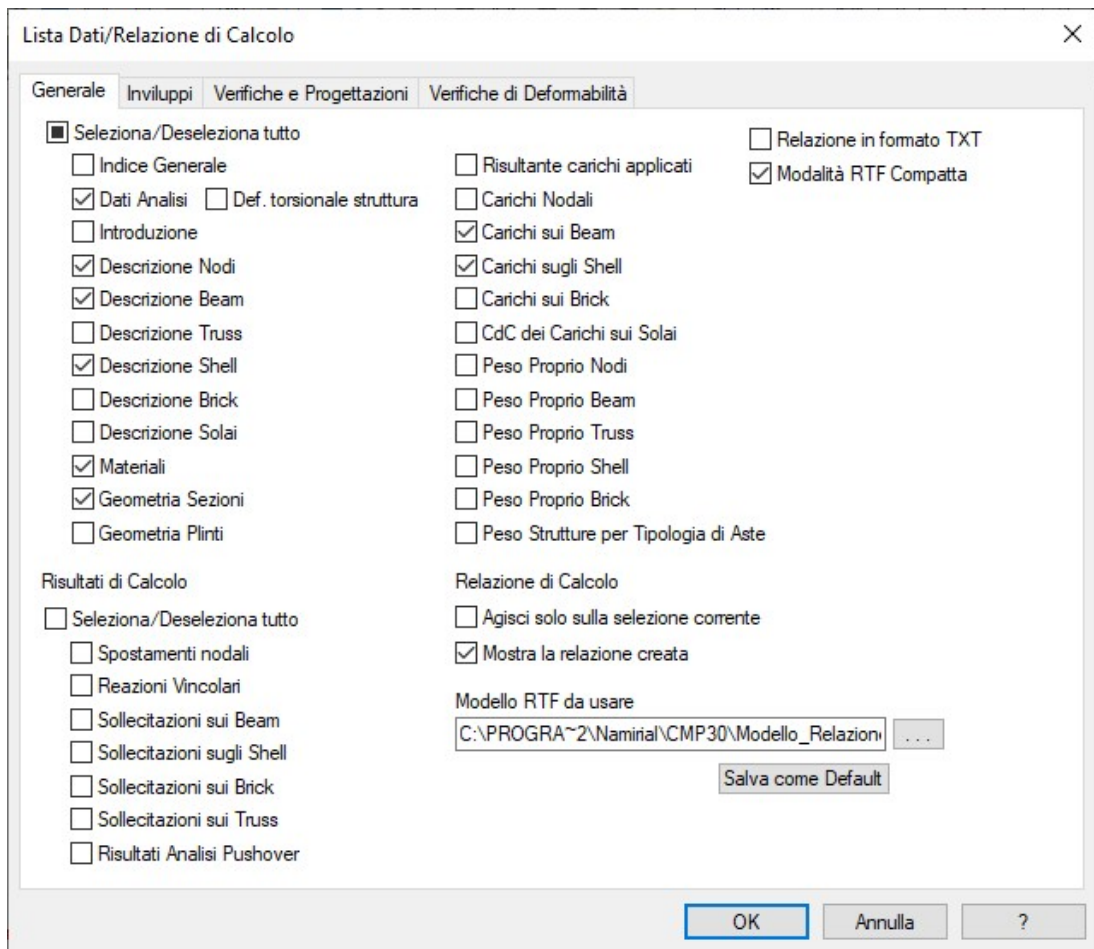 Lista Dati/Relazione di Calcolo
Generale Inviluppi Verifiche e Progettazioni Verifiche di Deformabilità
Seleziona/Deseleziona tutto
Indice Generale
Dati Analisi Def. torsionale struttura
Introduzione
Descrizione Nodi
Descrizione Beam
Descrizione Truss
Descrizione Shell
Descrizione Brick
Descrizione Solai
Materiali
Geometria Sezioni
Geometria Plinti
Risultante carichi applicati
Carichi Nodali
Carichi sui Beam
Carichi sugli Shell
Carichi sui Brick
CdC dei Carichi sui Solai
Peso Proprio Nodi
Peso Proprio Beam
Peso Proprio Truss
Peso Proprio Shell
Peso Proprio Brick
Peso Strutture per Tipologia di Aste
Relazione in formato TXT
Modalità RTF Compatta
Risultati di Calcolo
Seleziona/Deseleziona tutto
Spostamenti nodali
Reazioni Vincolari
Sollecitazioni sui Beam
Sollecitazioni sugli Shell
Sollecitazioni sui Brick
Sollecitazioni sui Truss
Risultati Analisi Pushover
Relazione di Calcolo
Agisci solo sulla selezione corrente
Mostra la relazione creata
Modello RTF da usare
C:\PROGRA~2\Namirial\CMP30\Modello_Relazion ...
Salva come Default
OK Annulla ?